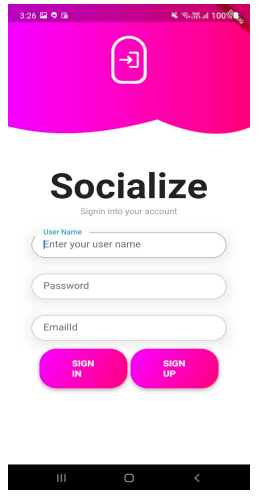 3:26
100%
Socialize
Signin into your account
User Name
Enter your user name
Password
EmailId
SIGN IN
SIGN UP